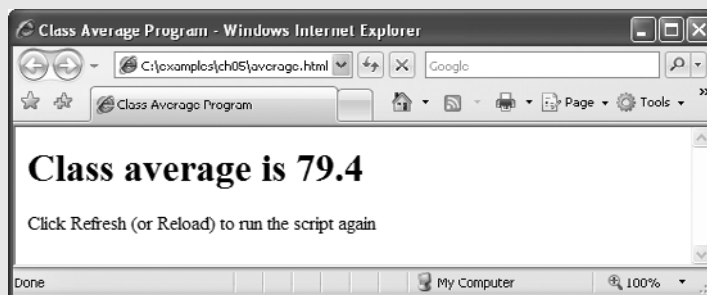 Class Average Program - Windows Internet Explorer
C:\examples\ch05\average.html
Google
Class Average Program
Page
Tools
»
Class average is 79.4
Click Refresh (or Reload) to run the script again
Done
My Computer
100%